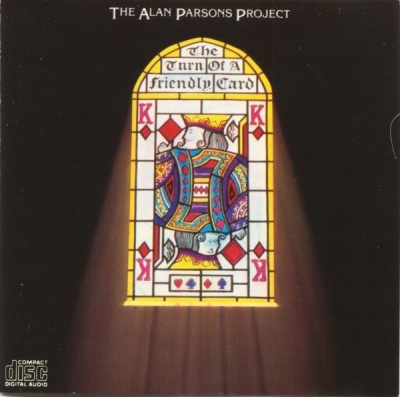 THE ALAN PARSONS PROJECT
The
Turn Of A
Friendly Card
K K
K K
COMPACT
disc
DIGITAL AUDIO